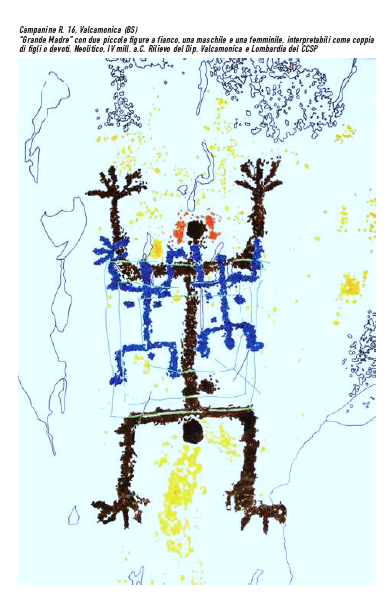 Campanine R. 16, Valcamonica (BS)
"Grande Madre" con due piccole figure a fianco, una maschile e una femminile, interpretabili come coppia
di figli o devoti. Neolitico, IV mill. a.C. Rilievo del Dip. Valcamonica e Lombardia del CCSP